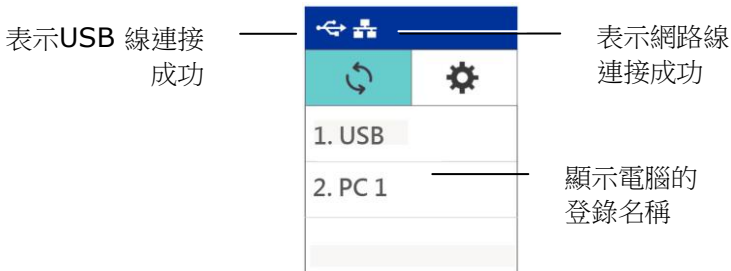 表示USB 線連接
成功
表示網路線
連接成功
1. USB
2. PC 1
顯示電腦的
登錄名稱